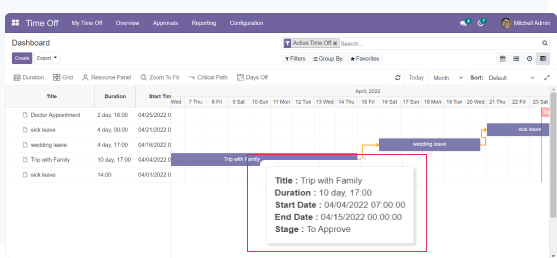 Time Off My Time Off Overview Approvals Reporting Configuration Mitchell Admin
Dashboard Active Time Off × Search...
Create Export Filters Group By Favorites
Duration Grid Resource Panel Zoom To Fit Critical Path Days Off Today Month Sort: Default
Title Duration Start Tim April, 2022
Wed 7 Thu 8 Fri 9 Sat 10 Sun 11 Mon 12 Tue 13 Wed 14 Thu 15 Fri 16 Sat 17 Sun 18 Mon 19 Tue 20 Wed 21 Thu 22 Fri 23 Sat
Doctor Appointment 2 day, 16:00 04/25/2022 0
sick leave 4 day, 00:00 04/21/2022 0 sick leave
wedding leave 4 day, 17:00 04/16/2022 0 wedding leave
Trip with Family 10 day, 17:00 04/04/2022 0 Trip with Family
sick leave 14:00 04/01/2022 0
Title : Trip with Family
Duration : 10 day, 17:00
Start Date : 04/04/2022 07:00:00
End Date : 04/15/2022 00:00:00
Stage : To Approve